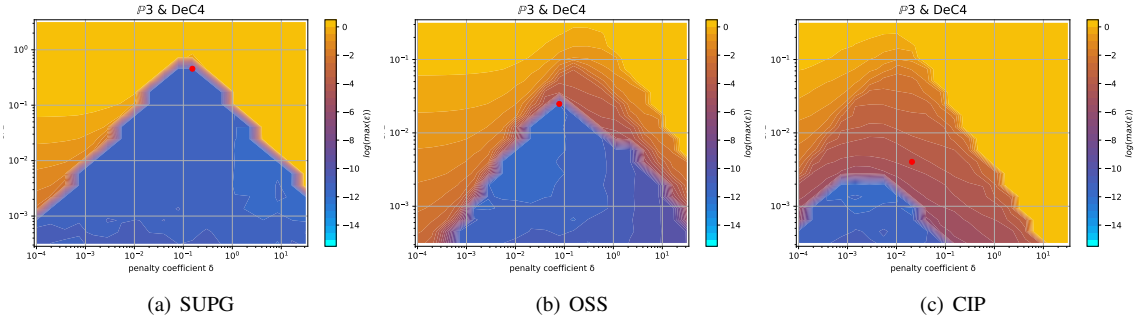 ℙ3 & DeC4
10⁰
10⁻¹
10⁻²
10⁻³
10⁻⁴ 10⁻³ 10⁻² 10⁻¹ 10⁰ 10¹
penalty coefficient δ
0
−2
−4
−6
−8
−10
−12
−14
log(max(ε))
(a) SUPG
ℙ3 & DeC4
10⁻¹
10⁻²
10⁻³
10⁻⁴ 10⁻³ 10⁻² 10⁻¹ 10⁰ 10¹
penalty coefficient δ
0
−2
−4
−6
−8
−10
−12
−14
log(max(ε))
(b) OSS
ℙ3 & DeC4
10⁻¹
10⁻²
10⁻³
10⁻⁴ 10⁻³ 10⁻² 10⁻¹ 10⁰ 10¹
penalty coefficient δ
0
−2
−4
−6
−8
−10
−12
−14
log(max(ε))
(c) CIP